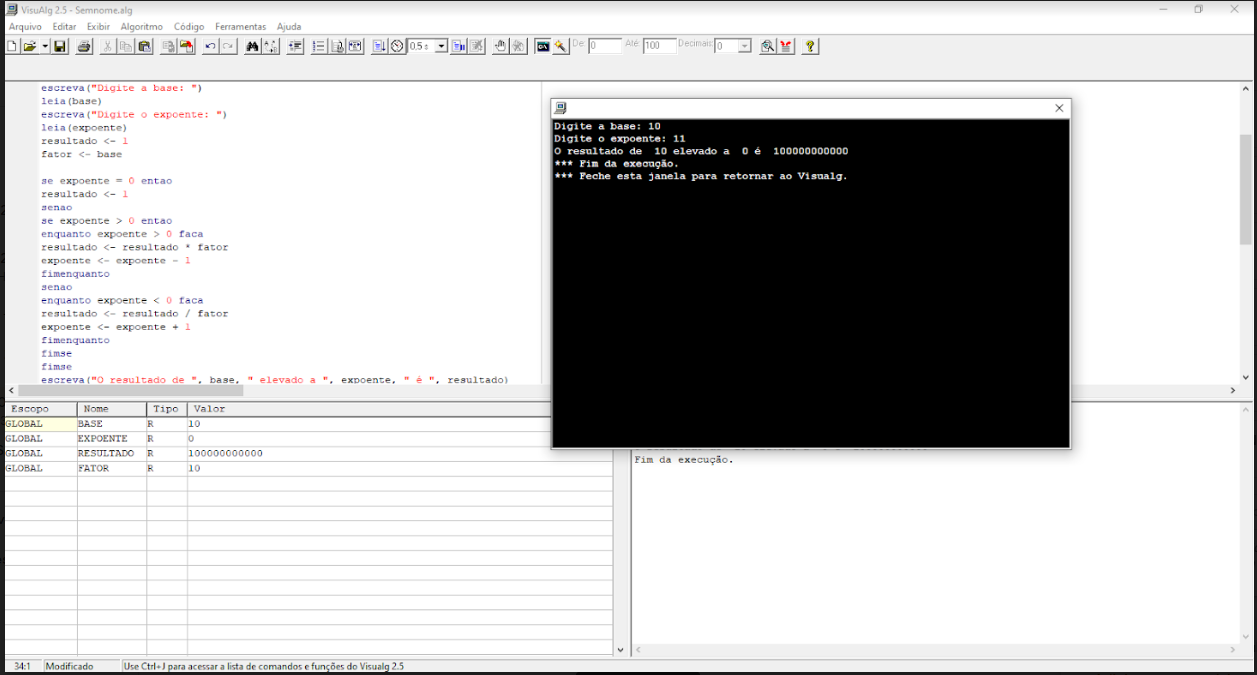 VisuAlg 2.5 - Semnome.alg
Arquivo Editar Exibir Algoritmo Código Ferramentas Ajuda
0.5 s De: 0 Até: 100 Decimais: 0
escreva("Digite a base: ")
leia(base)
escreva("Digite o expoente: ")
leia(expoente)
resultado <- 1
fator <- base
se expoente = 0 entao
resultado <- 1
senao
se expoente > 0 entao
enquanto expoente > 0 faca
resultado <- resultado * fator
expoente <- expoente - 1
fimenquanto
senao
enquanto expoente < 0 faca
resultado <- resultado / fator
expoente <- expoente + 1
fimenquanto
fimse
fimse
escreva("O resultado de ", base, " elevado a ", expoente, " é ", resultado)
Digite a base: 10
Digite o expoente: 11
O resultado de  10 elevado a  0 é  100000000000
*** Fim da execução.
*** Feche esta janela para retornar ao Visualg.
Escopo Nome Tipo Valor
GLOBAL BASE R 10
GLOBAL EXPOENTE R 0
GLOBAL RESULTADO R 100000000000
GLOBAL FATOR R 10
Fim da execução.
34:1 Modificado Use Ctrl+J para acessar a lista de comandos e funções do Visualg 2.5